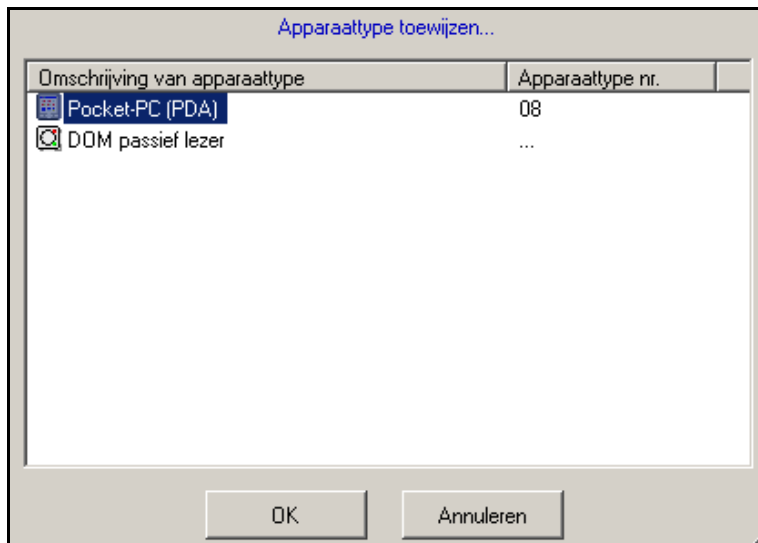 Apparaattype toewijzen...
Omschrijving van apparaattype Apparaattype nr.
Pocket-PC (PDA) 08
DOM passief lezer ...
OK Annuleren